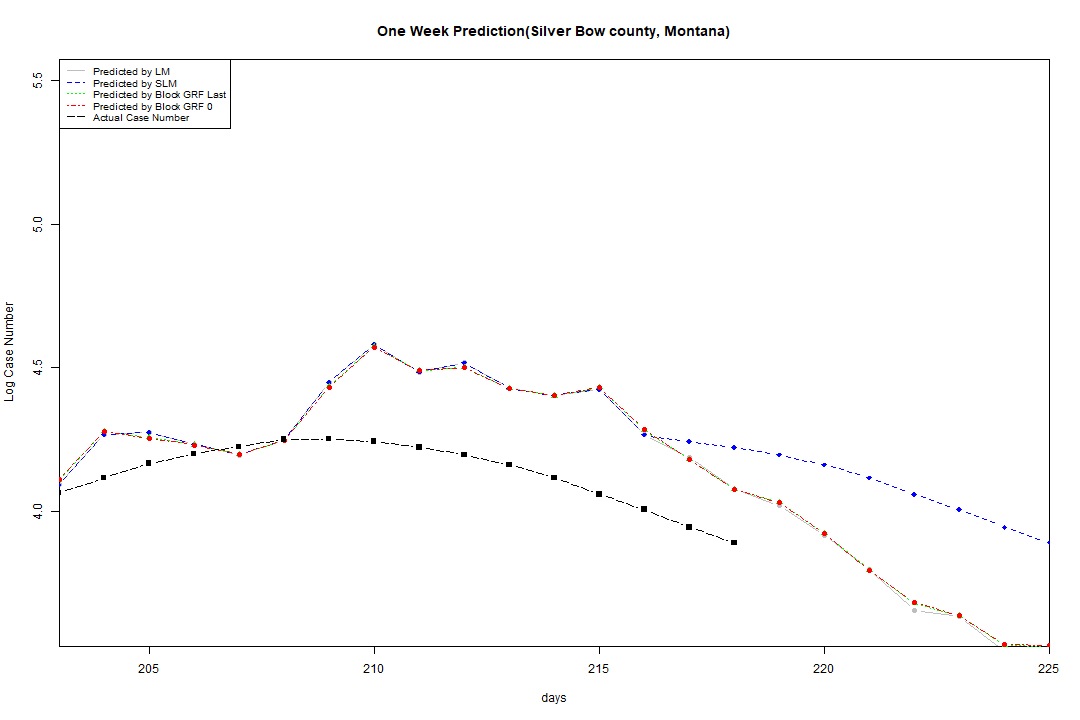 One Week Prediction(Silver Bow county, Montana)
Predicted by LM
Predicted by SLM
Predicted by Block GRF Last
Predicted by Block GRF 0
Actual Case Number
5.5
5.0
4.5
4.0
Log Case Number
205
210
215
220
225
days